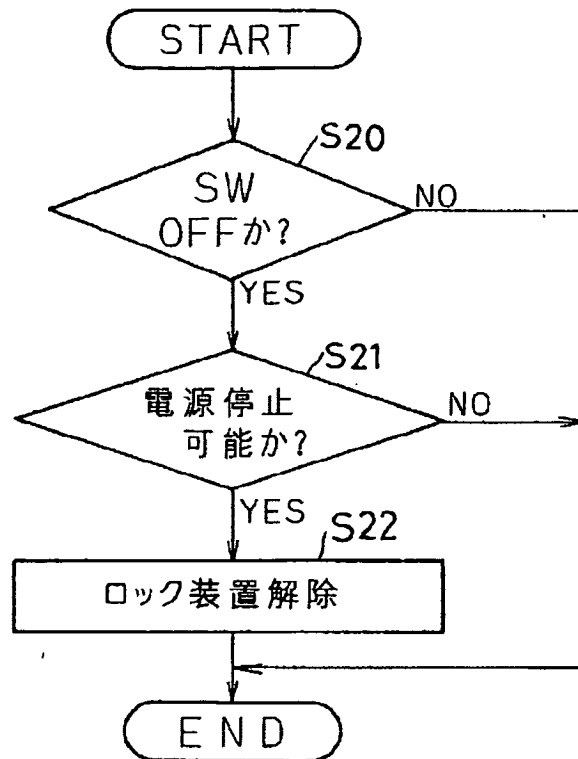 START
S20
SW
OFFか?
NO
YES
S21
電源停止
可能か?
NO
YES
S22
ロック装置解除
END